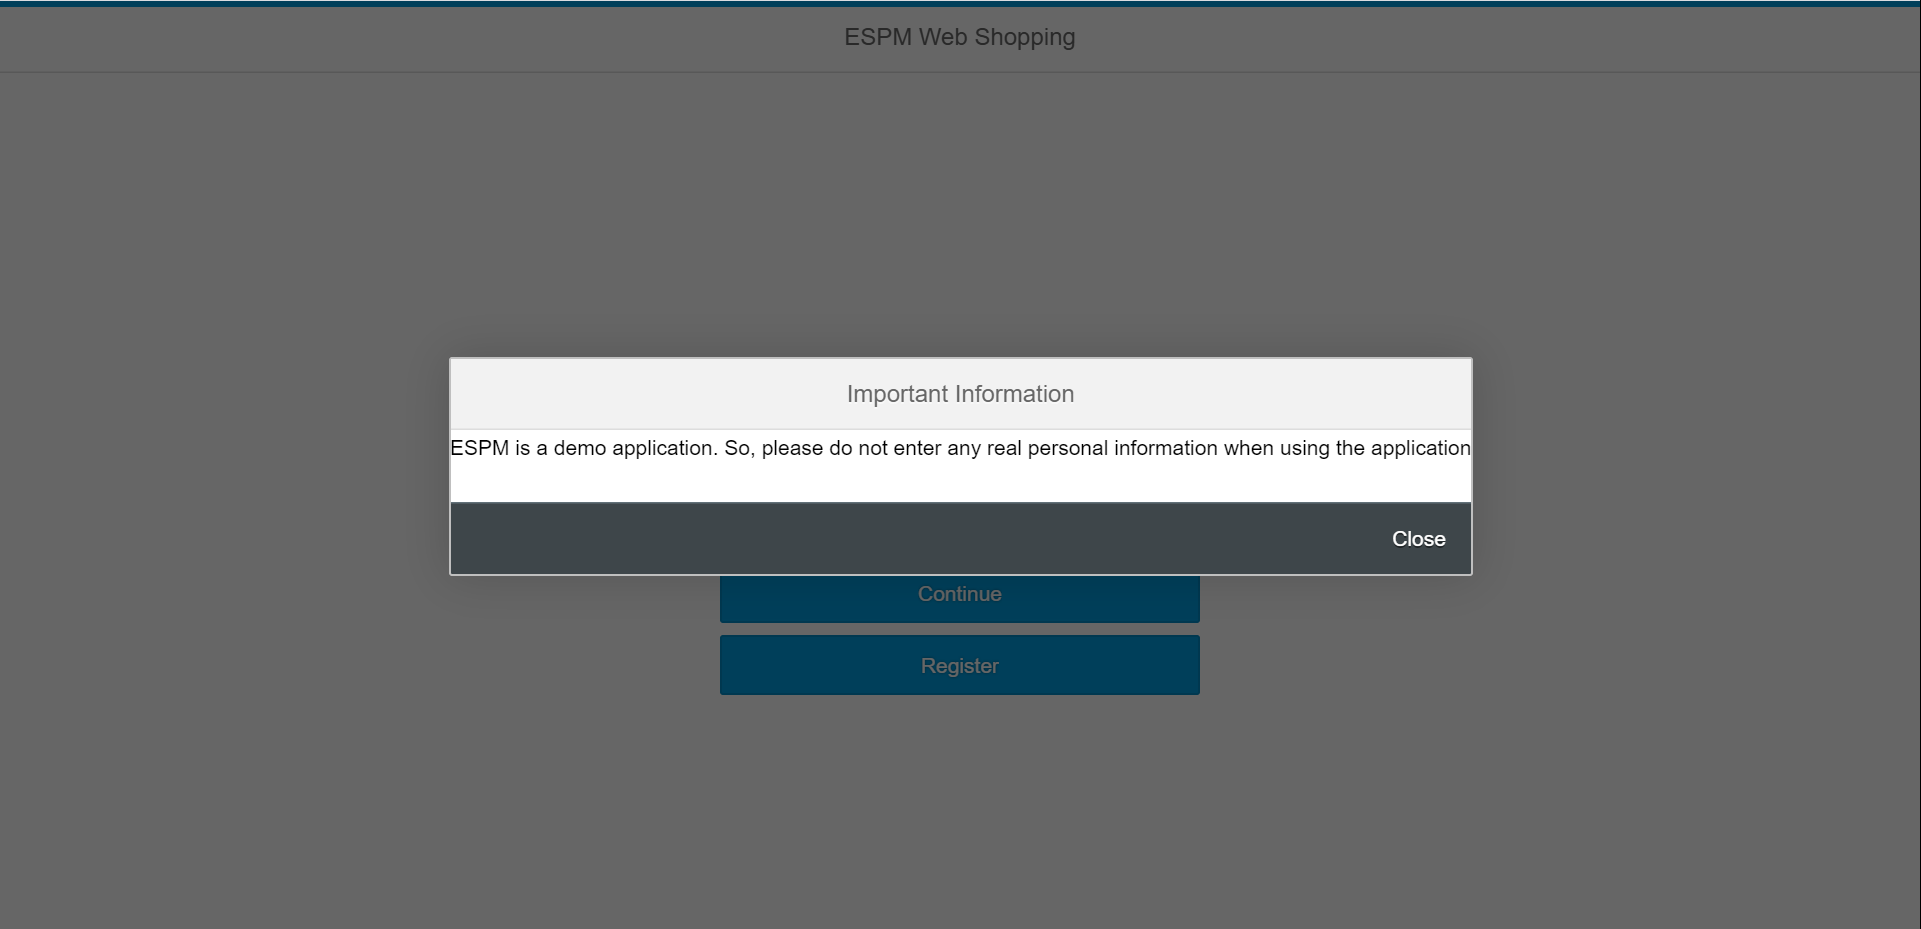 ESPM Web Shopping
Important Information
ESPM is a demo application. So, please do not enter any real personal information when using the application
Close
Continue
Register